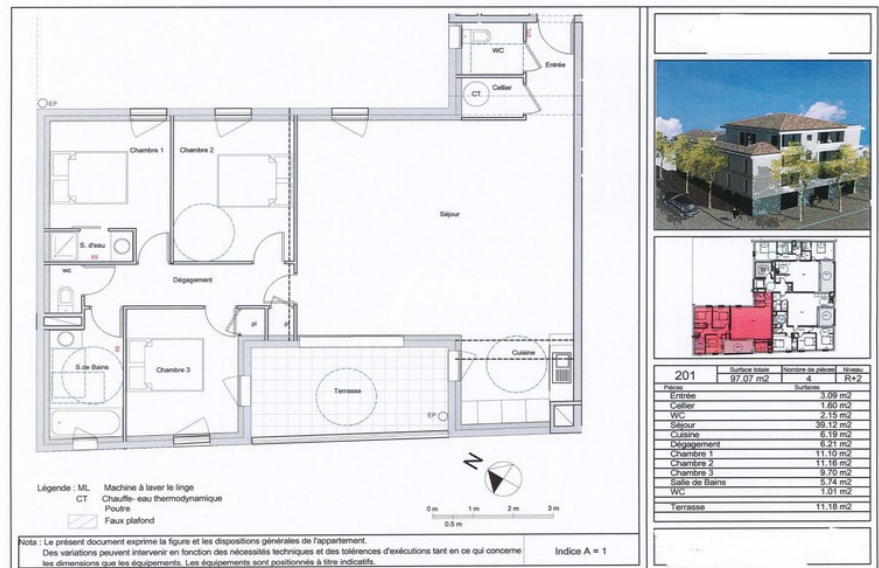 WC
Entrée
CT
Cellier
EP
Chambre 1
Chambre 2
Séjour
S. d'eau
wc
Dégagement
pl
pl
S.de Bains
Chambre 3
Terrasse
Cuisine
EP
N
Légende : ML Machine à laver le linge
CT Chauffe- eau thermodynamique
Poutre
Faux plafond
0 m 1 m 2 m 3 m
0.5 m
Nota : Le présent document exprime la figure et les dispositions générales de l'appartement.
Des variations peuvent intervenir en fonction des nécessités techniques et des tolérences d'exécutions tant en ce qui concerne
les dimensions que les équipements. Les équipements sont positionnés à titre indicatifs.
Indice A = 1
201
Surface totale Nombre de pièces Niveau
97.07 m2 4 R+2
Pièces Surfaces
Entrée 3.09 m2
Cellier 1.60 m2
WC 2.15 m2
Séjour 39.12 m2
Cuisine 6.19 m2
Dégagement 6.21 m2
Chambre 1 11.10 m2
Chambre 2 11.16 m2
Chambre 3 9.70 m2
Salle de Bains 5.74 m2
WC 1.01 m2
Terrasse 11.18 m2